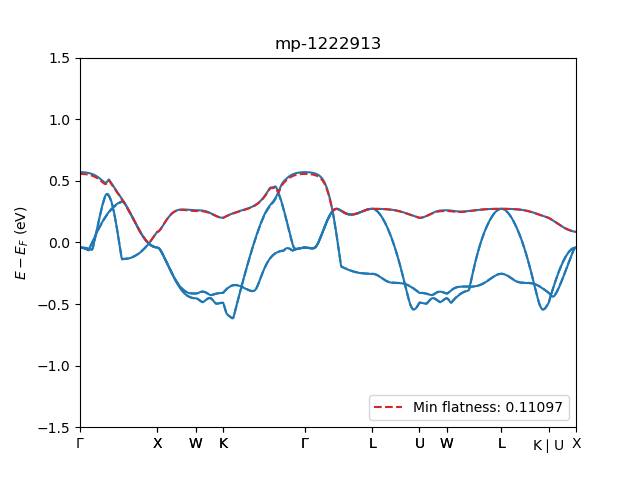 mp-1222913
E − E_F (eV)
1.5
1.0
0.5
0.0
−0.5
−1.0
−1.5
Min flatness: 0.11097
Γ X W K Γ L U W L K | U X